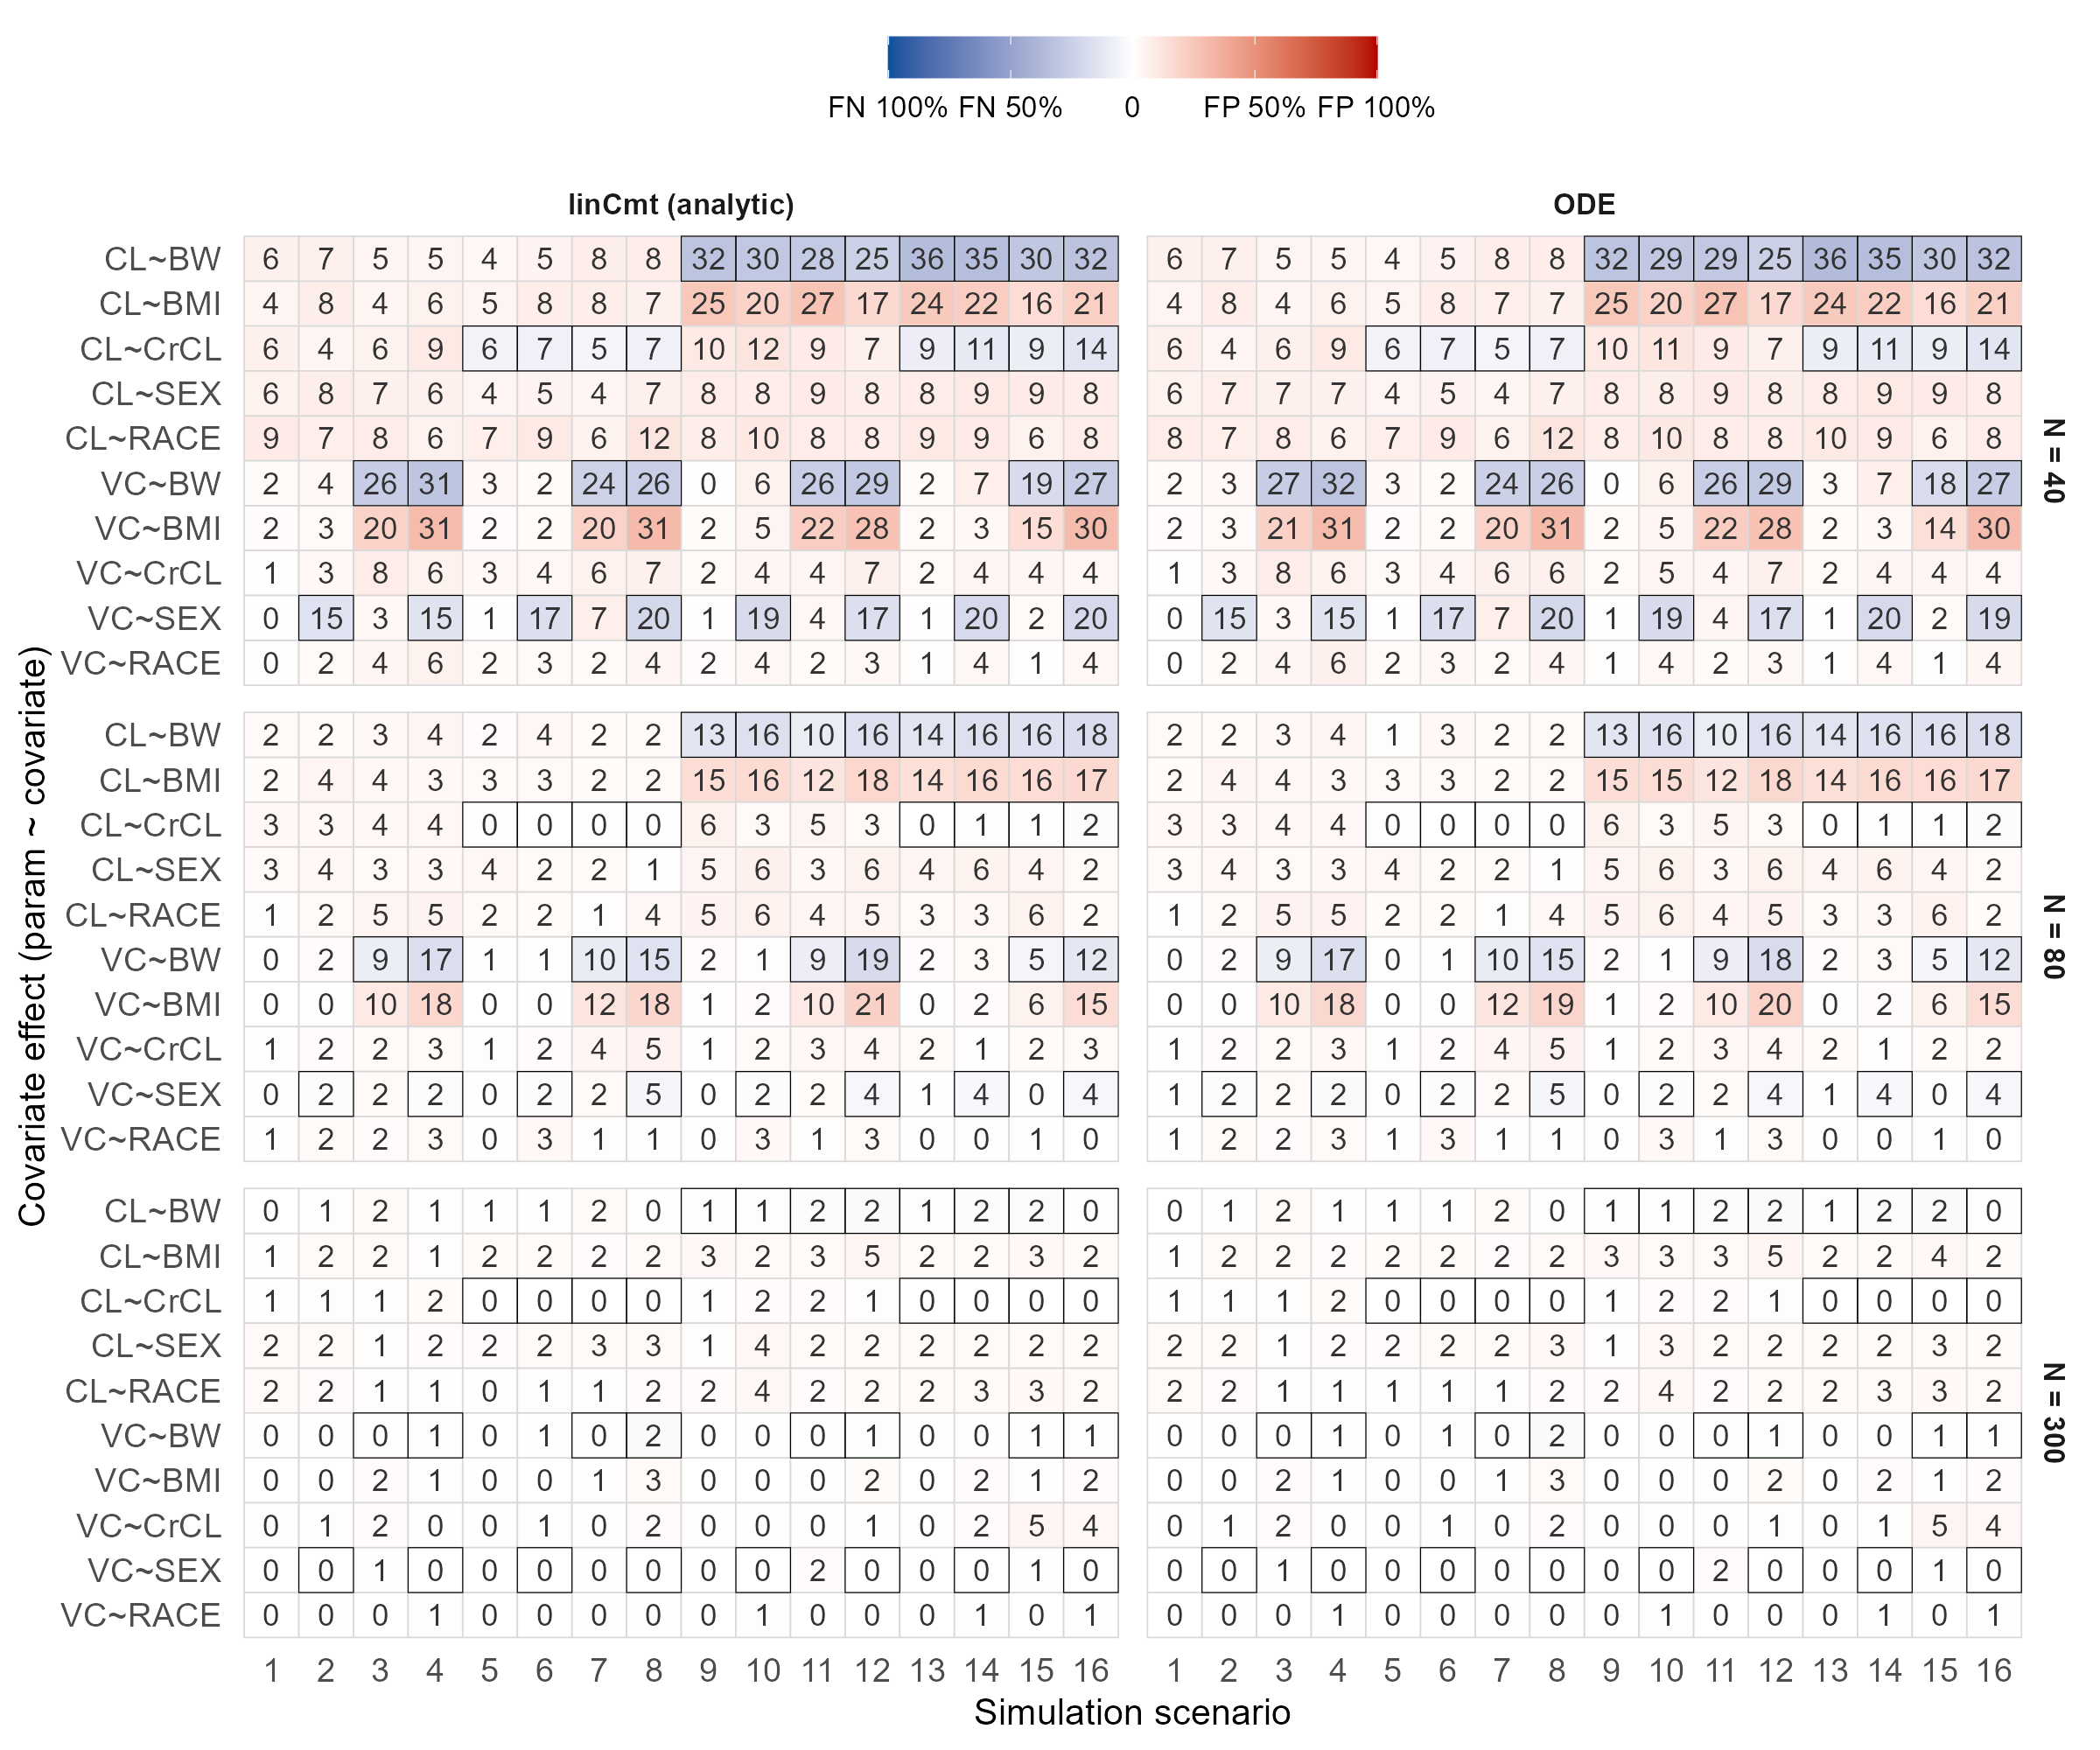 FN 100% FN 50% 0 FP 50% FP 100%
linCmt (analytic) ODE
Covariate effect (param ~ covariate)
CL~BW 6 7 5 5 4 5 8 8 32 30 28 25 36 35 30 32 6 7 5 5 4 5 8 8 32 29 29 25 36 35 30 32
CL~BMI 4 8 4 6 5 8 8 7 25 20 27 17 24 22 16 21 4 8 4 6 5 8 7 7 25 20 27 17 24 22 16 21
CL~CrCL 6 4 6 9 6 7 5 7 10 12 9 7 9 11 9 14 6 4 6 9 6 7 5 7 10 11 9 7 9 11 9 14
CL~SEX 6 8 7 6 4 5 4 7 8 8 9 8 8 9 9 8 6 7 7 7 4 5 4 7 8 8 9 8 8 9 9 8
CL~RACE 9 7 8 6 7 9 6 12 8 10 8 8 9 9 6 8 8 7 8 6 7 9 6 12 8 10 8 8 10 9 6 8
VC~BW 2 4 26 31 3 2 24 26 0 6 26 29 2 7 19 27 2 3 27 32 3 2 24 26 0 6 26 29 3 7 18 27
VC~BMI 2 3 20 31 2 2 20 31 2 5 22 28 2 3 15 30 2 3 21 31 2 2 20 31 2 5 22 28 2 3 14 30
VC~CrCL 1 3 8 6 3 4 6 7 2 4 4 7 2 4 4 4 1 3 8 6 3 4 6 6 2 5 4 7 2 4 4 4
VC~SEX 0 15 3 15 1 17 7 20 1 19 4 17 1 20 2 20 0 15 3 15 1 17 7 20 1 19 4 17 1 20 2 19
VC~RACE 0 2 4 6 2 3 2 4 2 4 2 3 1 4 1 4 0 2 4 6 2 3 2 4 1 4 2 3 1 4 1 4
N = 40
CL~BW 2 2 3 4 2 4 2 2 13 16 10 16 14 16 16 18 2 2 3 4 1 3 2 2 13 16 10 16 14 16 16 18
CL~BMI 2 4 4 3 3 3 2 2 15 16 12 18 14 16 16 17 2 4 4 3 3 3 2 2 15 15 12 18 14 16 16 17
CL~CrCL 3 3 4 4 0 0 0 0 6 3 5 3 0 1 1 2 3 3 4 4 0 0 0 0 6 3 5 3 0 1 1 2
CL~SEX 3 4 3 3 4 2 2 1 5 6 3 6 4 6 4 2 3 4 3 3 4 2 2 1 5 6 3 6 4 6 4 2
CL~RACE 1 2 5 5 2 2 1 4 5 6 4 5 3 3 6 2 1 2 5 5 2 2 1 4 5 6 4 5 3 3 6 2
VC~BW 0 2 9 17 1 1 10 15 2 1 9 19 2 3 5 12 0 2 9 17 0 1 10 15 2 1 9 18 2 3 5 12
VC~BMI 0 0 10 18 0 0 12 18 1 2 10 21 0 2 6 15 0 0 10 18 0 0 12 19 1 2 10 20 0 2 6 15
VC~CrCL 1 2 2 3 1 2 4 5 1 2 3 4 2 1 2 3 1 2 2 3 1 2 4 5 1 2 3 4 2 1 2 2
VC~SEX 0 2 2 2 0 2 2 5 0 2 2 4 1 4 0 4 1 2 2 2 0 2 2 5 0 2 2 4 1 4 0 4
VC~RACE 1 2 2 3 0 3 1 1 0 3 1 3 0 0 1 0 1 2 2 3 1 3 1 1 0 3 1 3 0 0 1 0
N = 80
CL~BW 0 1 2 1 1 1 2 0 1 1 2 2 1 2 2 0 0 1 2 1 1 1 2 0 1 1 2 2 1 2 2 0
CL~BMI 1 2 2 1 2 2 2 2 3 2 3 5 2 2 3 2 1 2 2 2 2 2 2 2 3 3 3 5 2 2 4 2
CL~CrCL 1 1 1 2 0 0 0 0 1 2 2 1 0 0 0 0 1 1 1 2 0 0 0 0 1 2 2 1 0 0 0 0
CL~SEX 2 2 1 2 2 2 3 3 1 4 2 2 2 2 2 2 2 2 1 2 2 2 2 3 1 3 2 2 2 2 3 2
CL~RACE 2 2 1 1 0 1 1 2 2 4 2 2 2 3 3 2 2 2 1 1 1 1 1 2 2 4 2 2 2 3 3 2
VC~BW 0 0 0 1 0 1 0 2 0 0 0 1 0 0 1 1 0 0 0 1 0 1 0 2 0 0 0 1 0 0 1 1
VC~BMI 0 0 2 1 0 0 1 3 0 0 0 2 0 2 1 2 0 0 2 1 0 0 1 3 0 0 0 2 0 2 1 2
VC~CrCL 0 1 2 0 0 1 0 2 0 0 0 1 0 2 5 4 0 1 2 0 0 1 0 2 0 0 0 1 0 1 5 4
VC~SEX 0 0 1 0 0 0 0 0 0 0 2 0 0 0 1 0 0 0 1 0 0 0 0 0 0 0 2 0 0 0 1 0
VC~RACE 0 0 0 1 0 0 0 0 0 1 0 0 0 1 0 1 0 0 0 1 0 0 0 0 0 1 0 0 0 1 0 1
N = 300
1 2 3 4 5 6 7 8 9 10 11 12 13 14 15 16 1 2 3 4 5 6 7 8 9 10 11 12 13 14 15 16
Simulation scenario